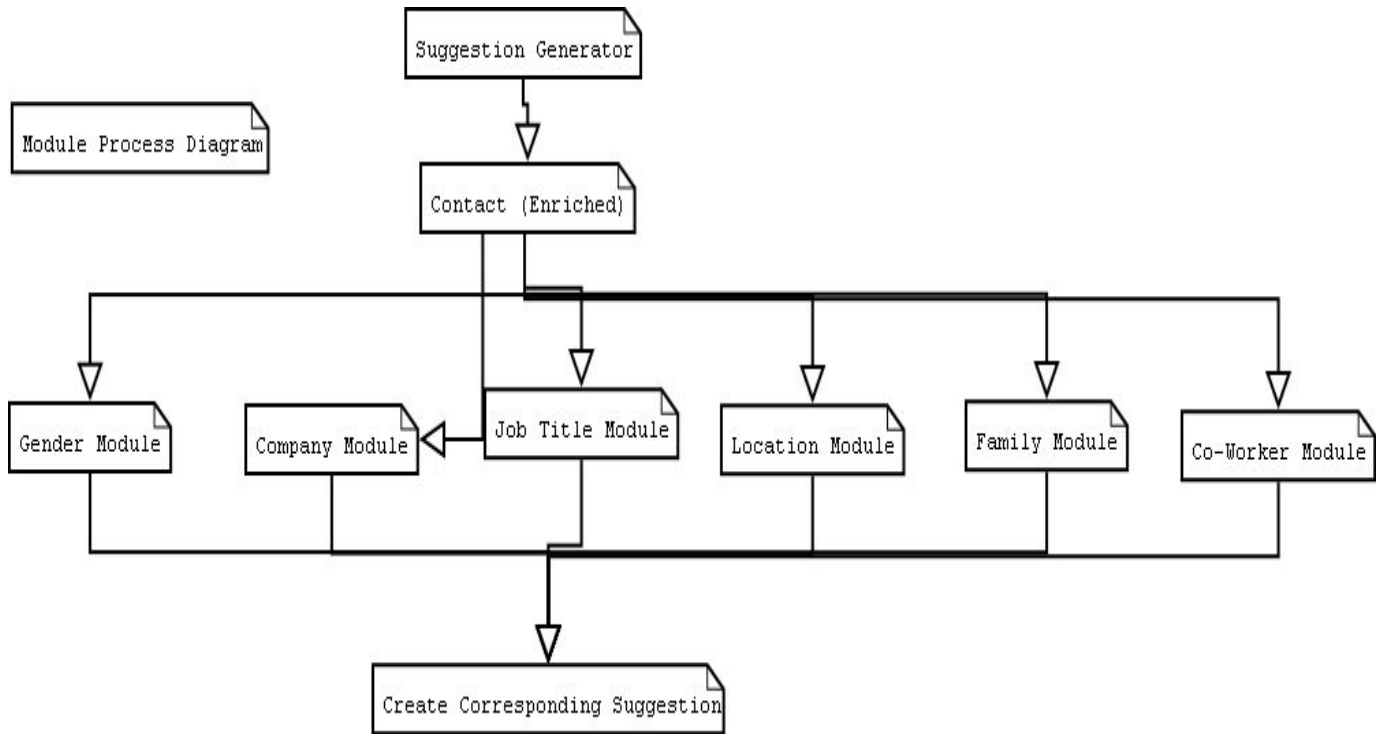 Suggestion Generator
Module Process Diagram
Contact (Enriched)
Gender Module
Company Module
Job Title Module
Location Module
Family Module
Co-Worker Module
Create Corresponding Suggestion